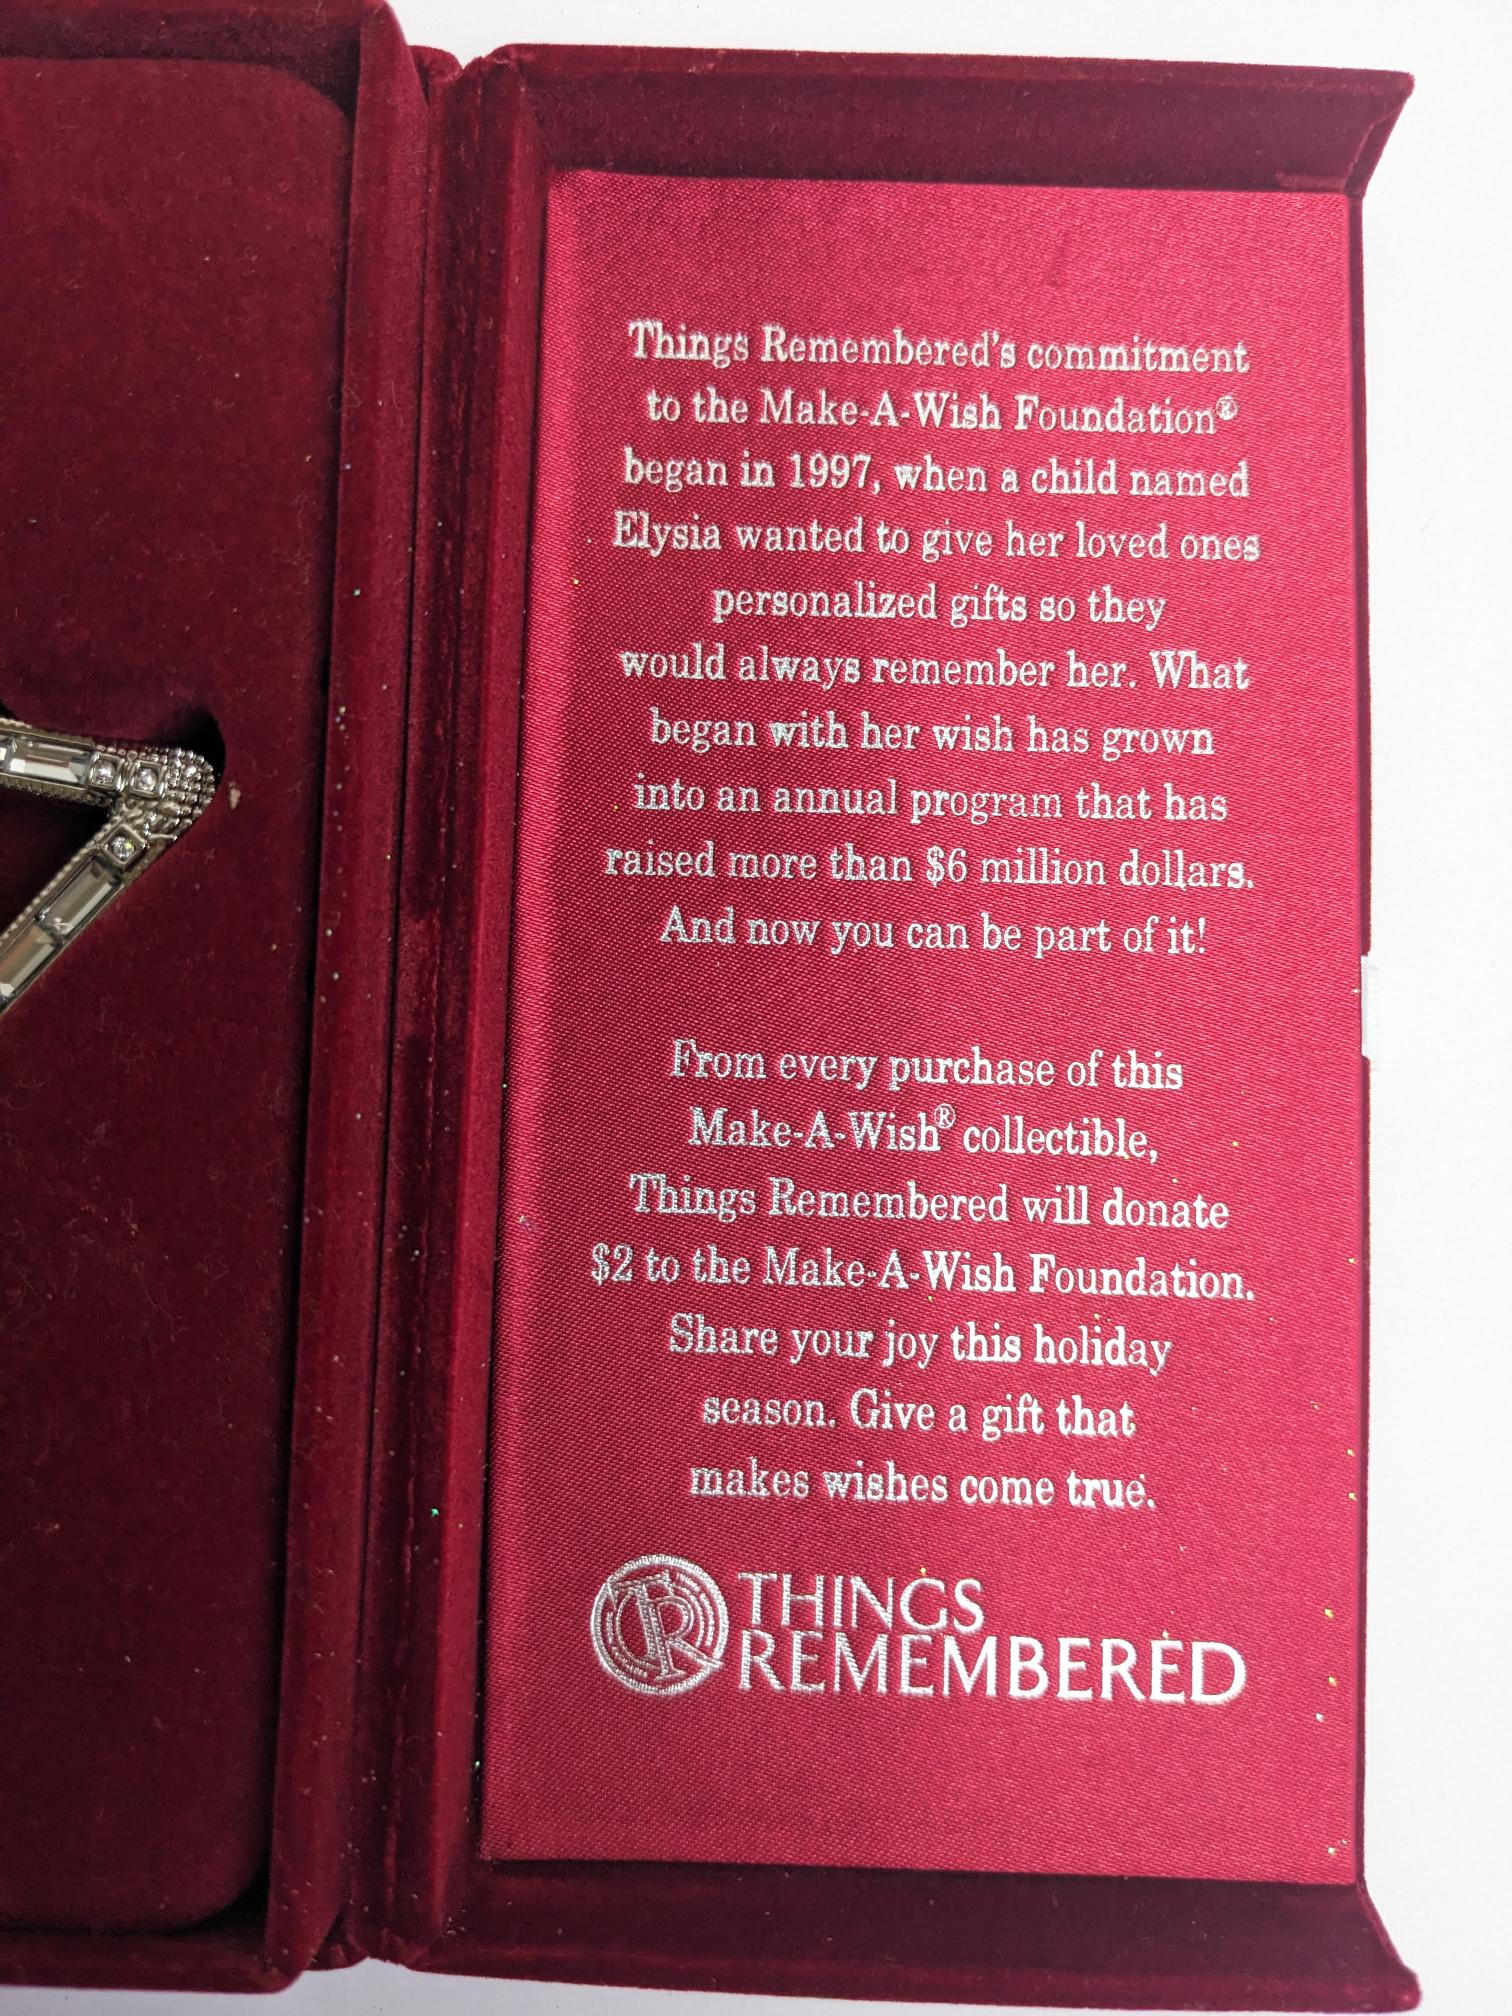 Things Remembered's commitment
to the Make-A-Wish Foundation®
began in 1997, when a child named
Elysia wanted to give her loved ones
personalized gifts so they
would always remember her. What
began with her wish has grown
into an annual program that has
raised more than $6 million dollars.
And now you can be part of it!
From every purchase of this
Make-A-Wish® collectible,
Things Remembered will donate
$2 to the Make-A-Wish Foundation.
Share your joy this holiday
season. Give a gift that
makes wishes come true.
TR THINGS
REMEMBERED